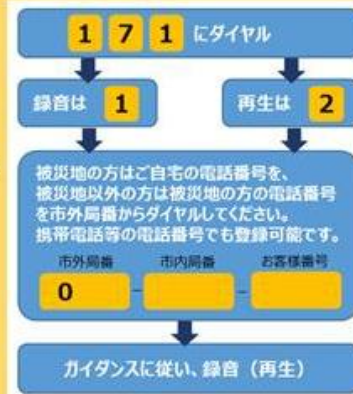 1 7 1 にダイヤル
録音は 1
再生は 2
被災地の方はご自宅の電話番号を、
被災地以外の方は被災地の方の電話番号
を市外局番からダイヤルしてください。
携帯電話等の電話番号でも登録可能です。
市外局番 市内局番 お客様番号
0 - -
ガイダンスに従い、録音（再生）